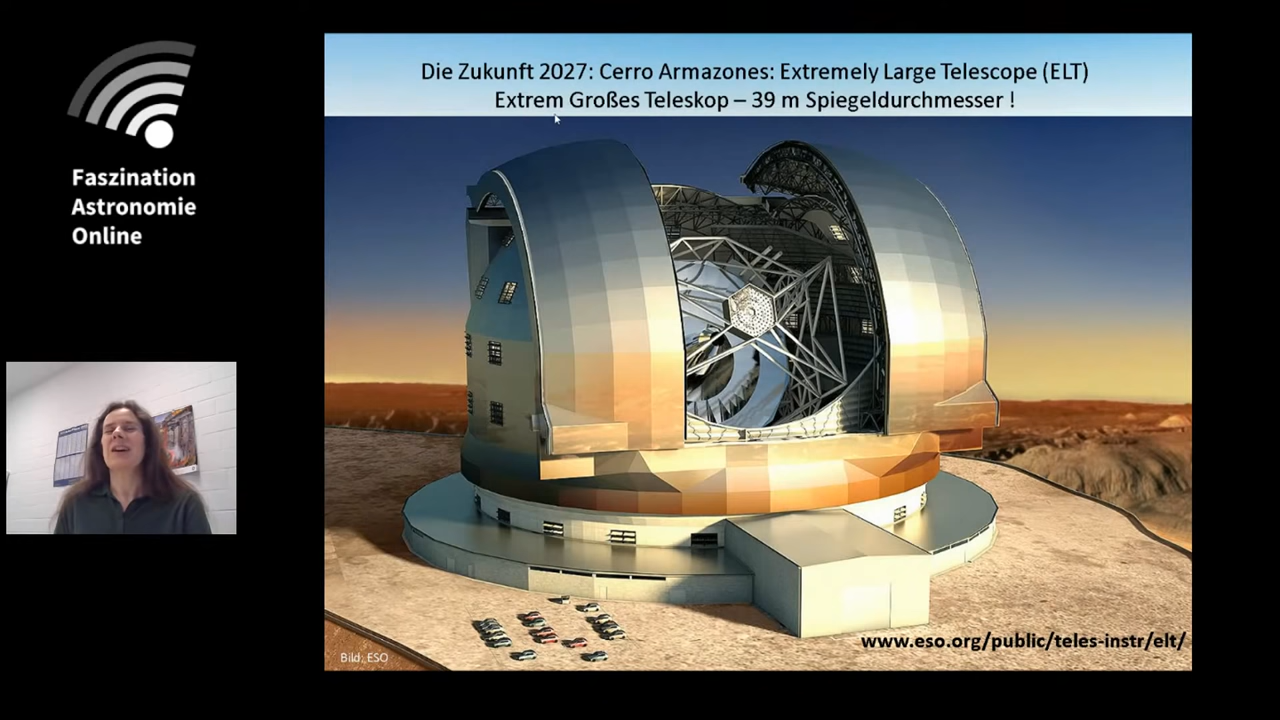 Faszination
Astronomie
Online
Die Zukunft 2027: Cerro Armazones: Extremely Large Telescope (ELT)
Extrem Großes Teleskop – 39 m Spiegeldurchmesser !
www.eso.org/public/teles-instr/elt/
Bild: ESO